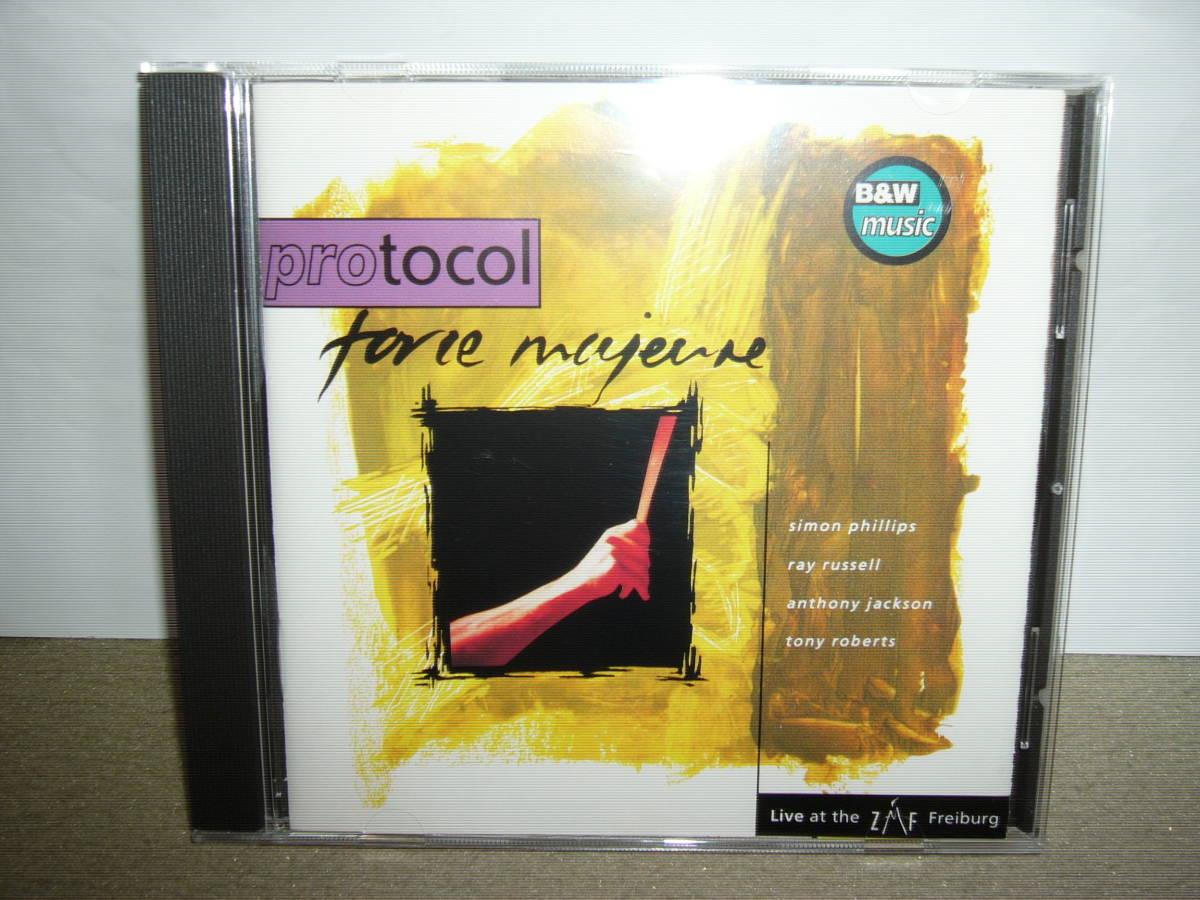 B&W
music
protocol
force majeure
simon phillips
ray russell
anthony jackson
tony roberts
Live at the ZMF Freiburg